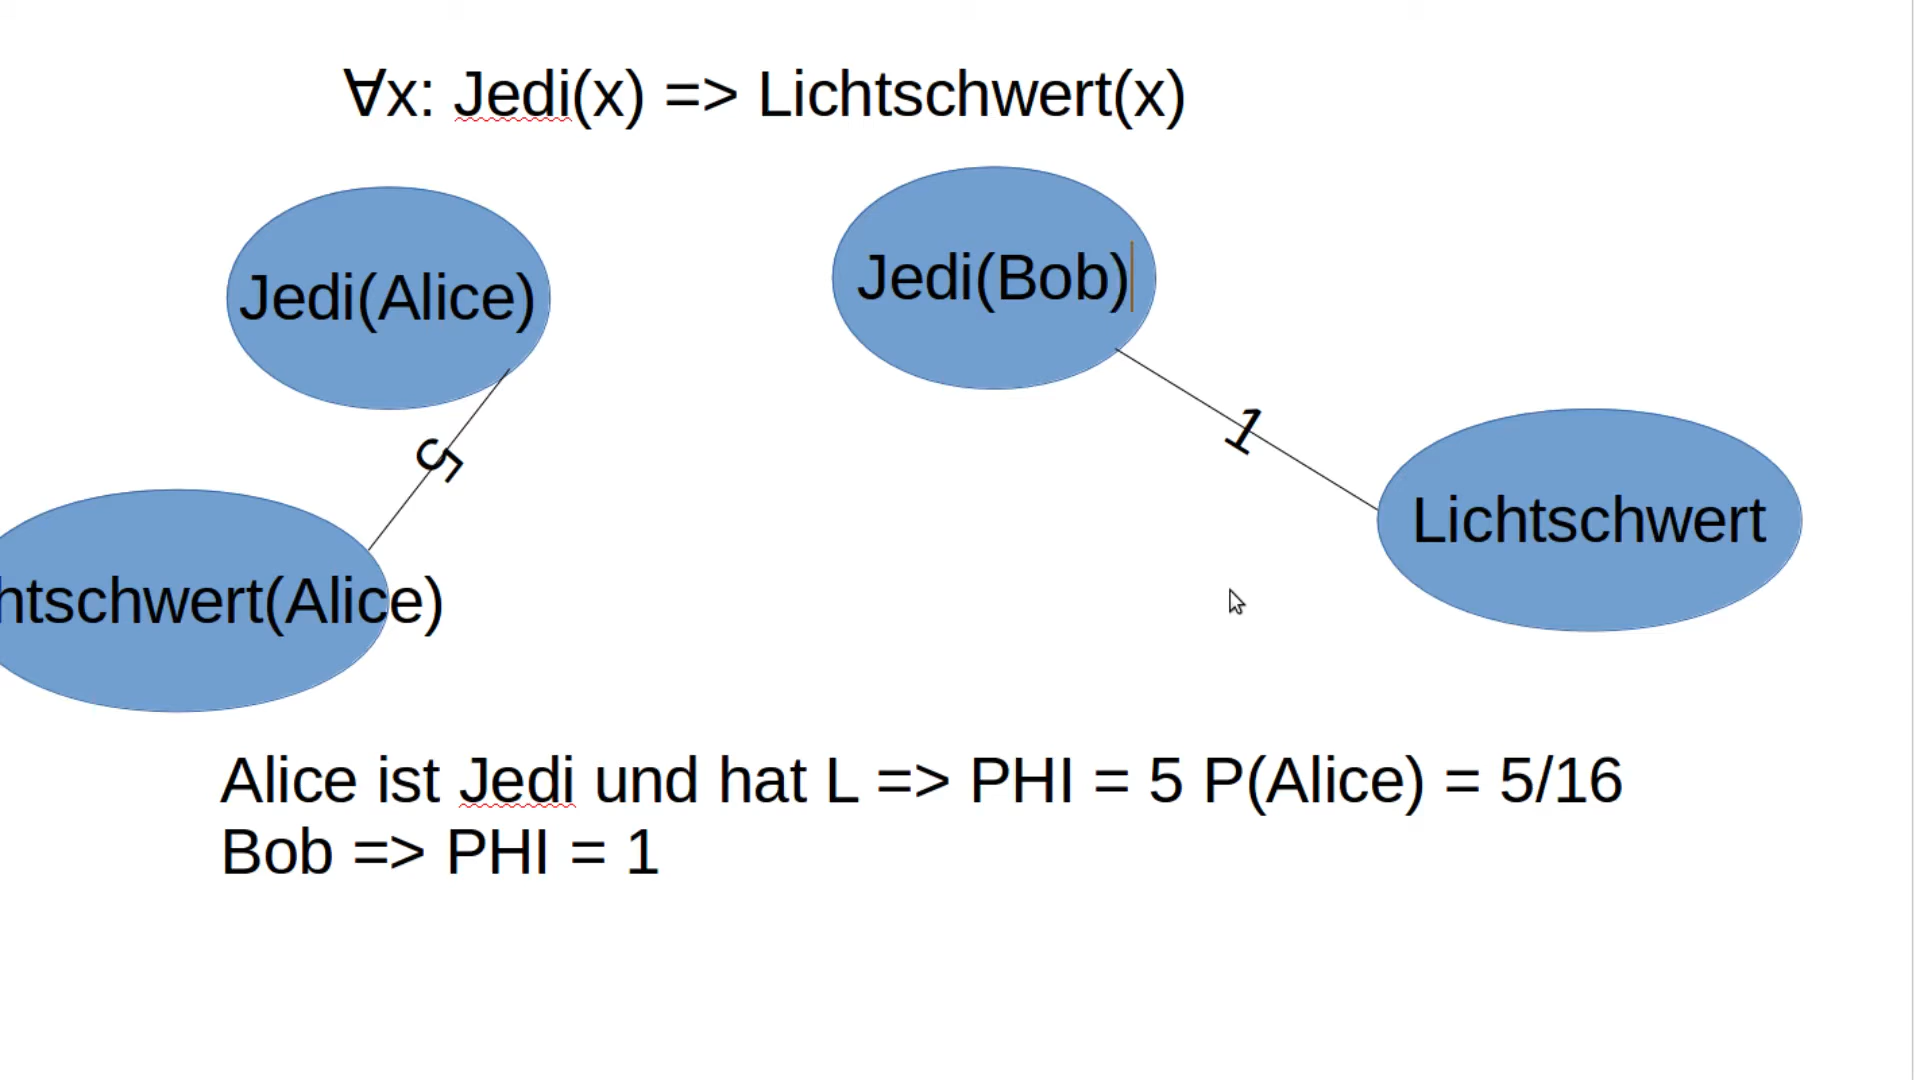 ∀x: Jedi(x) => Lichtschwert(x)
Jedi(Alice)
Jedi(Bob)
5
1
Lichtschwert
htschwert(Alice)
Alice ist Jedi und hat L => PHI = 5 P(Alice) = 5/16
Bob => PHI = 1